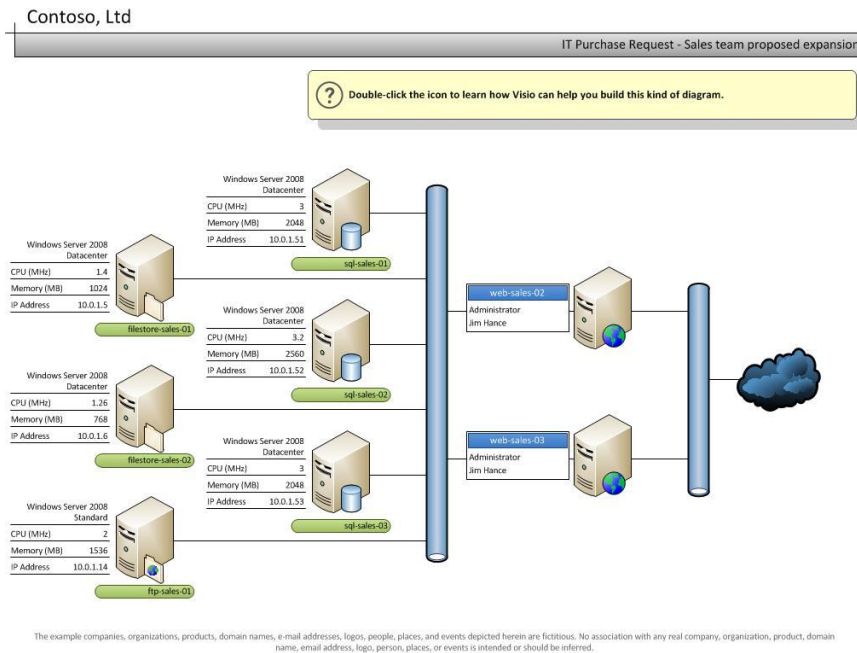 Contoso, Ltd
IT Purchase Request - Sales team proposed expansion
Double-click the icon to learn how Visio can help you build this kind of diagram.
Windows Server 2008
Datacenter
CPU (MHz) 3
Memory (MB) 2048
IP Address 10.0.1.51
sql-sales-01
Windows Server 2008
Datacenter
CPU (MHz) 1.4
Memory (MB) 1024
IP Address 10.0.1.5
filestore-sales-01
web-sales-02
Administrator
Jim Hance
Windows Server 2008
Datacenter
CPU (MHz) 3.2
Memory (MB) 2560
IP Address 10.0.1.52
sql-sales-02
Windows Server 2008
Datacenter
CPU (MHz) 1.26
Memory (MB) 768
IP Address 10.0.1.6
filestore-sales-02
web-sales-03
Administrator
Jim Hance
Windows Server 2008
Datacenter
CPU (MHz) 3
Memory (MB) 2048
IP Address 10.0.1.53
sql-sales-03
Windows Server 2008
Standard
CPU (MHz) 2
Memory (MB) 1536
IP Address 10.0.1.14
ftp-sales-01
The example companies, organizations, products, domain names, e-mail addresses, logos, people, places, and events depicted herein are fictitious. No association with any real company, organization, product, domain
name, email address, logo, person, places, or events is intended or should be inferred.